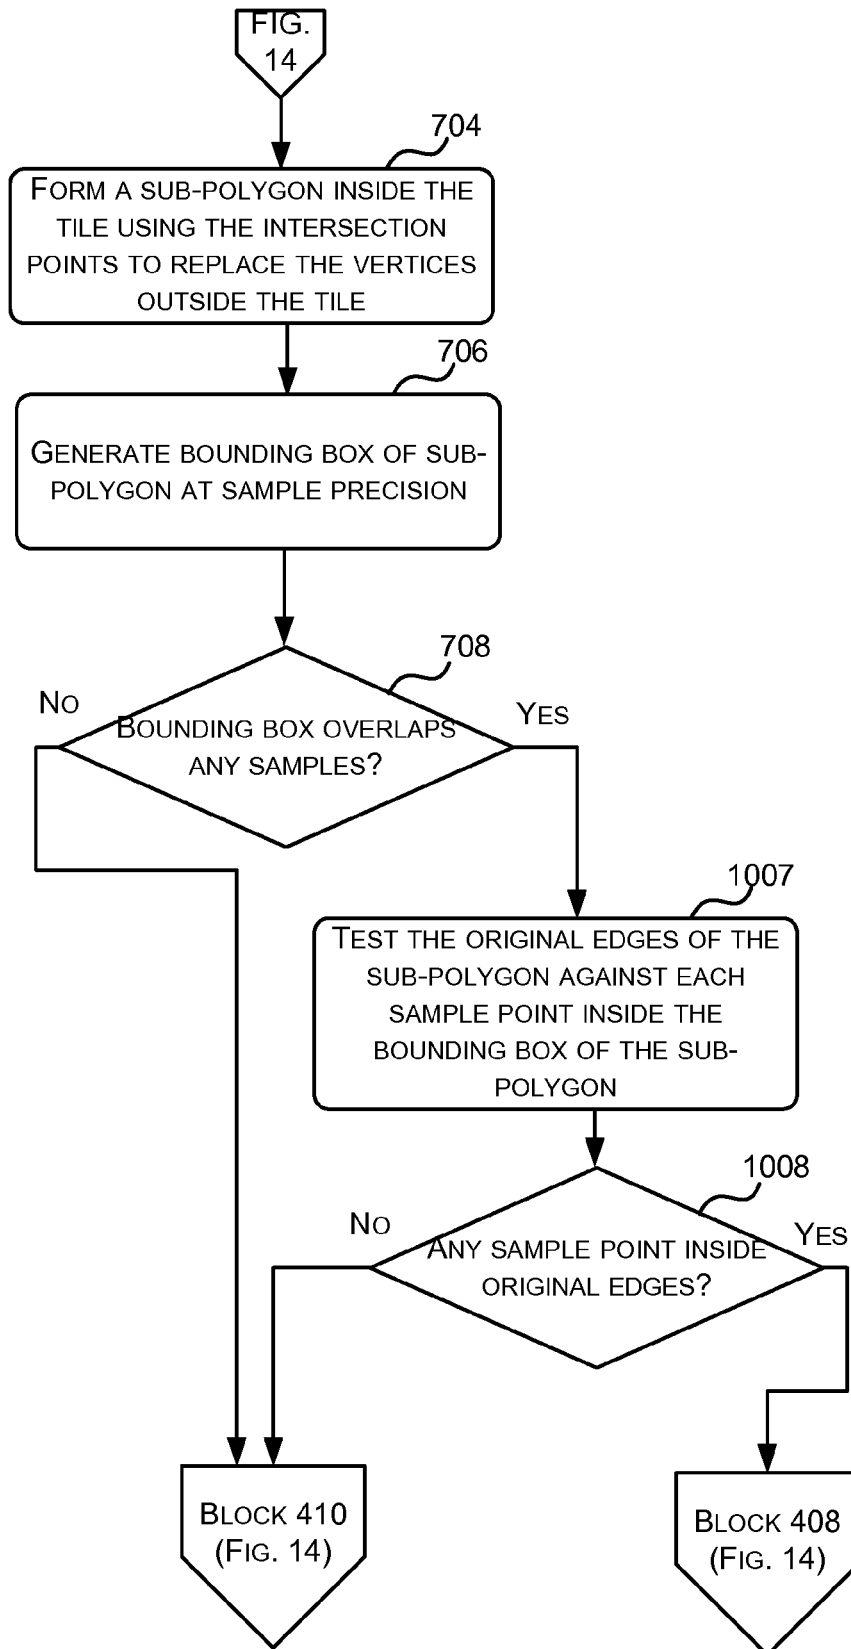 FIG.
14
704
FORM A SUB-POLYGON INSIDE THE
TILE USING THE INTERSECTION
POINTS TO REPLACE THE VERTICES
OUTSIDE THE TILE
706
GENERATE BOUNDING BOX OF SUB-
POLYGON AT SAMPLE PRECISION
708
NO
YES
BOUNDING BOX OVERLAPS
ANY SAMPLES?
1007
TEST THE ORIGINAL EDGES OF THE
SUB-POLYGON AGAINST EACH
SAMPLE POINT INSIDE THE
BOUNDING BOX OF THE SUB-
POLYGON
1008
NO
YES
ANY SAMPLE POINT INSIDE
ORIGINAL EDGES?
BLOCK 410
(FIG. 14)
BLOCK 408
(FIG. 14)